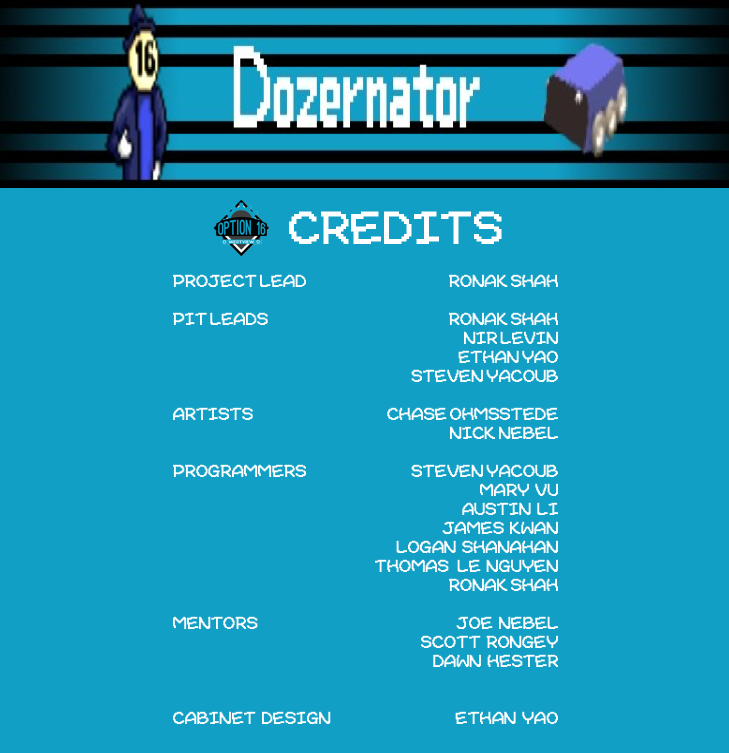 16
Dozernator
OPTION 16
WESTVIEW
CREDITS
PROJECT LEAD RONAK SHAH
PIT LEADS RONAK SHAH
NIR LEVIN
ETHAN YAO
STEVEN YACOUB
ARTISTS CHASE OHMSSTEDE
NICK NEBEL
PROGRAMMERS STEVEN YACOUB
MARY VU
AUSTIN LI
JAMES KWAN
LOGAN SHANAHAN
THOMAS LE NGUYEN
RONAK SHAH
MENTORS JOE NEBEL
SCOTT RONGEY
DAWN HESTER
CABINET DESIGN ETHAN YAO